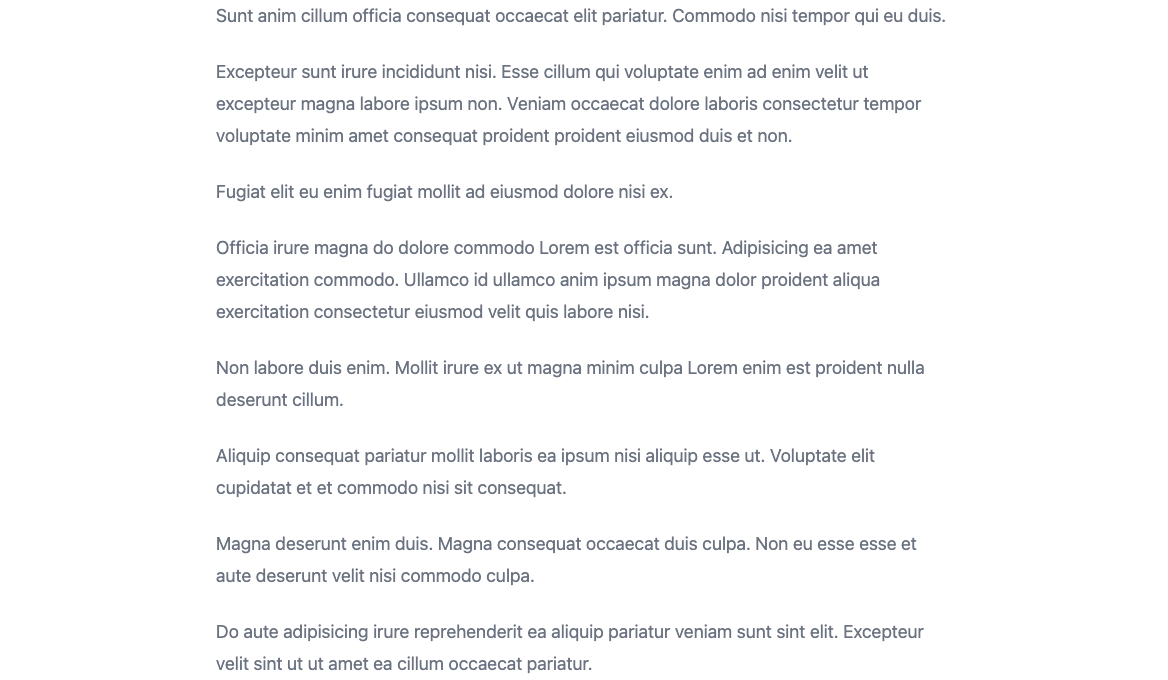 Sunt anim cillum officia consequat occaecat elit pariatur. Commodo nisi tempor qui eu duis.
Excepteur sunt irure incididunt nisi. Esse cillum qui voluptate enim ad enim velit ut
excepteur magna labore ipsum non. Veniam occaecat dolore laboris consectetur tempor
voluptate minim amet consequat proident proident eiusmod duis et non.
Fugiat elit eu enim fugiat mollit ad eiusmod dolore nisi ex.
Officia irure magna do dolore commodo Lorem est officia sunt. Adipisicing ea amet
exercitation commodo. Ullamco id ullamco anim ipsum magna dolor proident aliqua
exercitation consectetur eiusmod velit quis labore nisi.
Non labore duis enim. Mollit irure ex ut magna minim culpa Lorem enim est proident nulla
deserunt cillum.
Aliquip consequat pariatur mollit laboris ea ipsum nisi aliquip esse ut. Voluptate elit
cupidatat et et commodo nisi sit consequat.
Magna deserunt enim duis. Magna consequat occaecat duis culpa. Non eu esse esse et
aute deserunt velit nisi commodo culpa.
Do aute adipisicing irure reprehenderit ea aliquip pariatur veniam sunt sint elit. Excepteur
velit sint ut ut amet ea cillum occaecat pariatur.